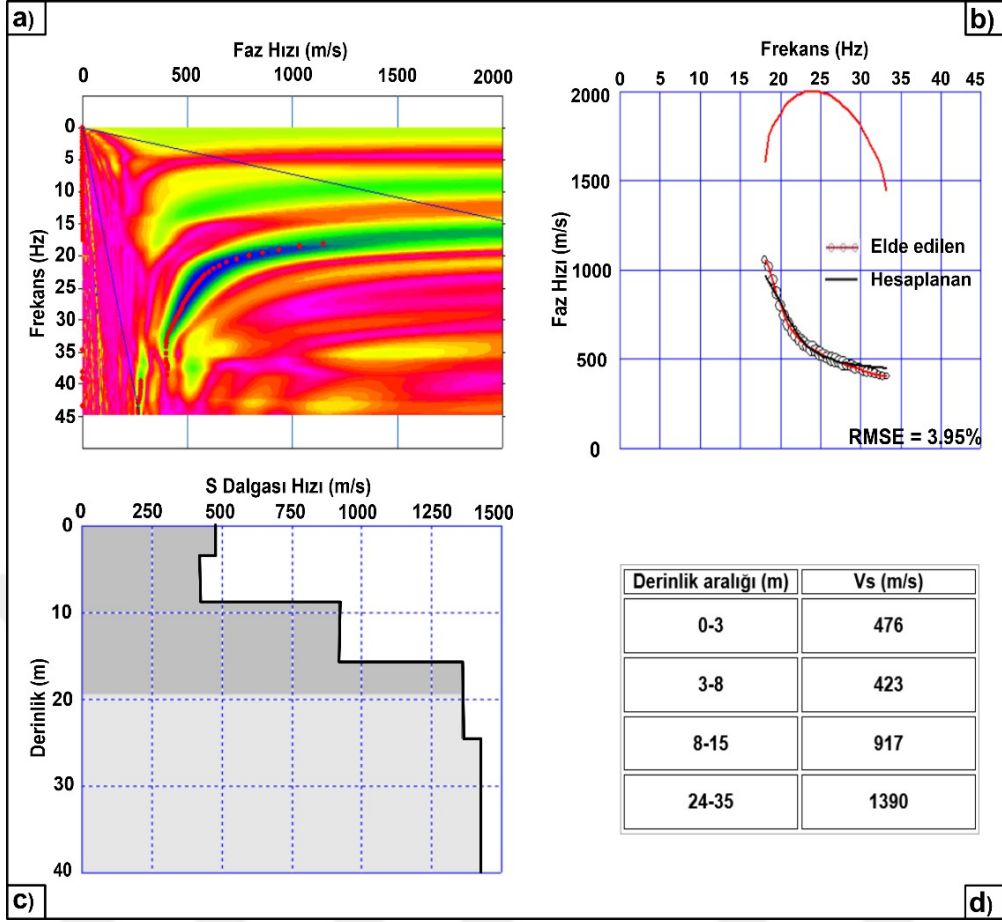 a)
Faz Hızı (m/s)
0 500 1000 1500 2000
Frekans (Hz)
0
5
10
15
20
25
30
35
40
45
b)
Frekans (Hz)
0 5 10 15 20 25 30 35 40 45
Faz Hızı (m/s)
2000
1500
1000
500
0
Elde edilen
Hesaplanan
RMSE = 3.95%
S Dalgası Hızı (m/s)
0 250 500 750 1000 1250 1500
Derinlik (m)
0
10
20
30
40
c)
Derinlik aralığı (m) Vs (m/s)
0-3 476
3-8 423
8-15 917
24-35 1390
d)